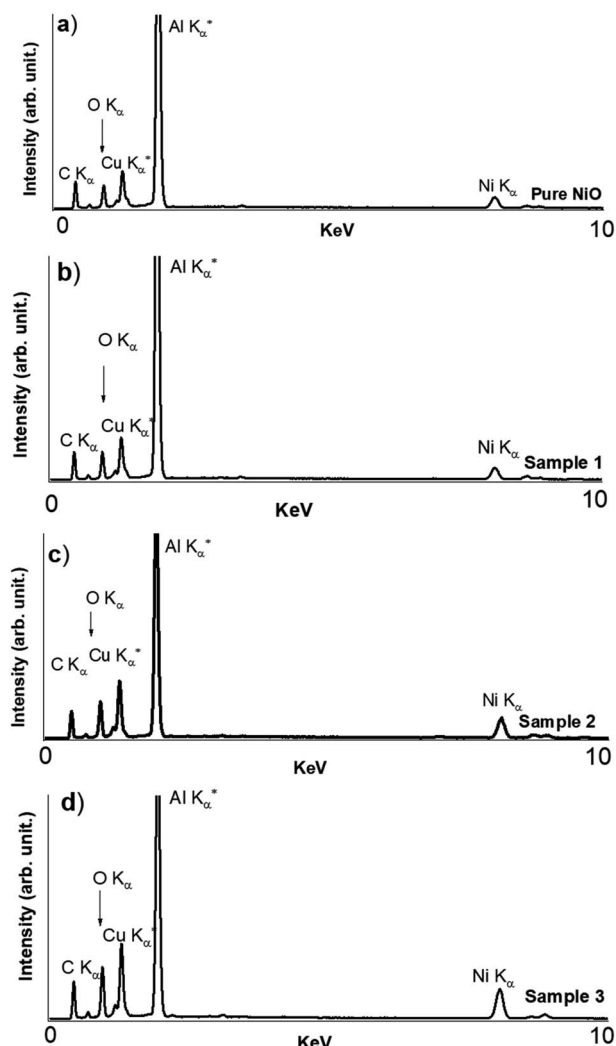 a)
Al Kα*
O Kα
Cu Kα*
C Kα
Ni Kα
Pure NiO
Intensity (arb. unit.)
0
KeV
10
b)
Al Kα*
O Kα
Cu Kα*
C Kα
Ni Kα
Sample 1
Intensity (arb. unit.)
0
KeV
10
c)
Al Kα*
O Kα
Cu Kα*
C Kα
Ni Kα
Sample 2
Intensity (arb. unit.)
0
KeV
10
d)
Al Kα*
O Kα
Cu Kα*
C Kα
Ni Kα
Sample 3
Intensity (arb. unit.)
0
KeV
10